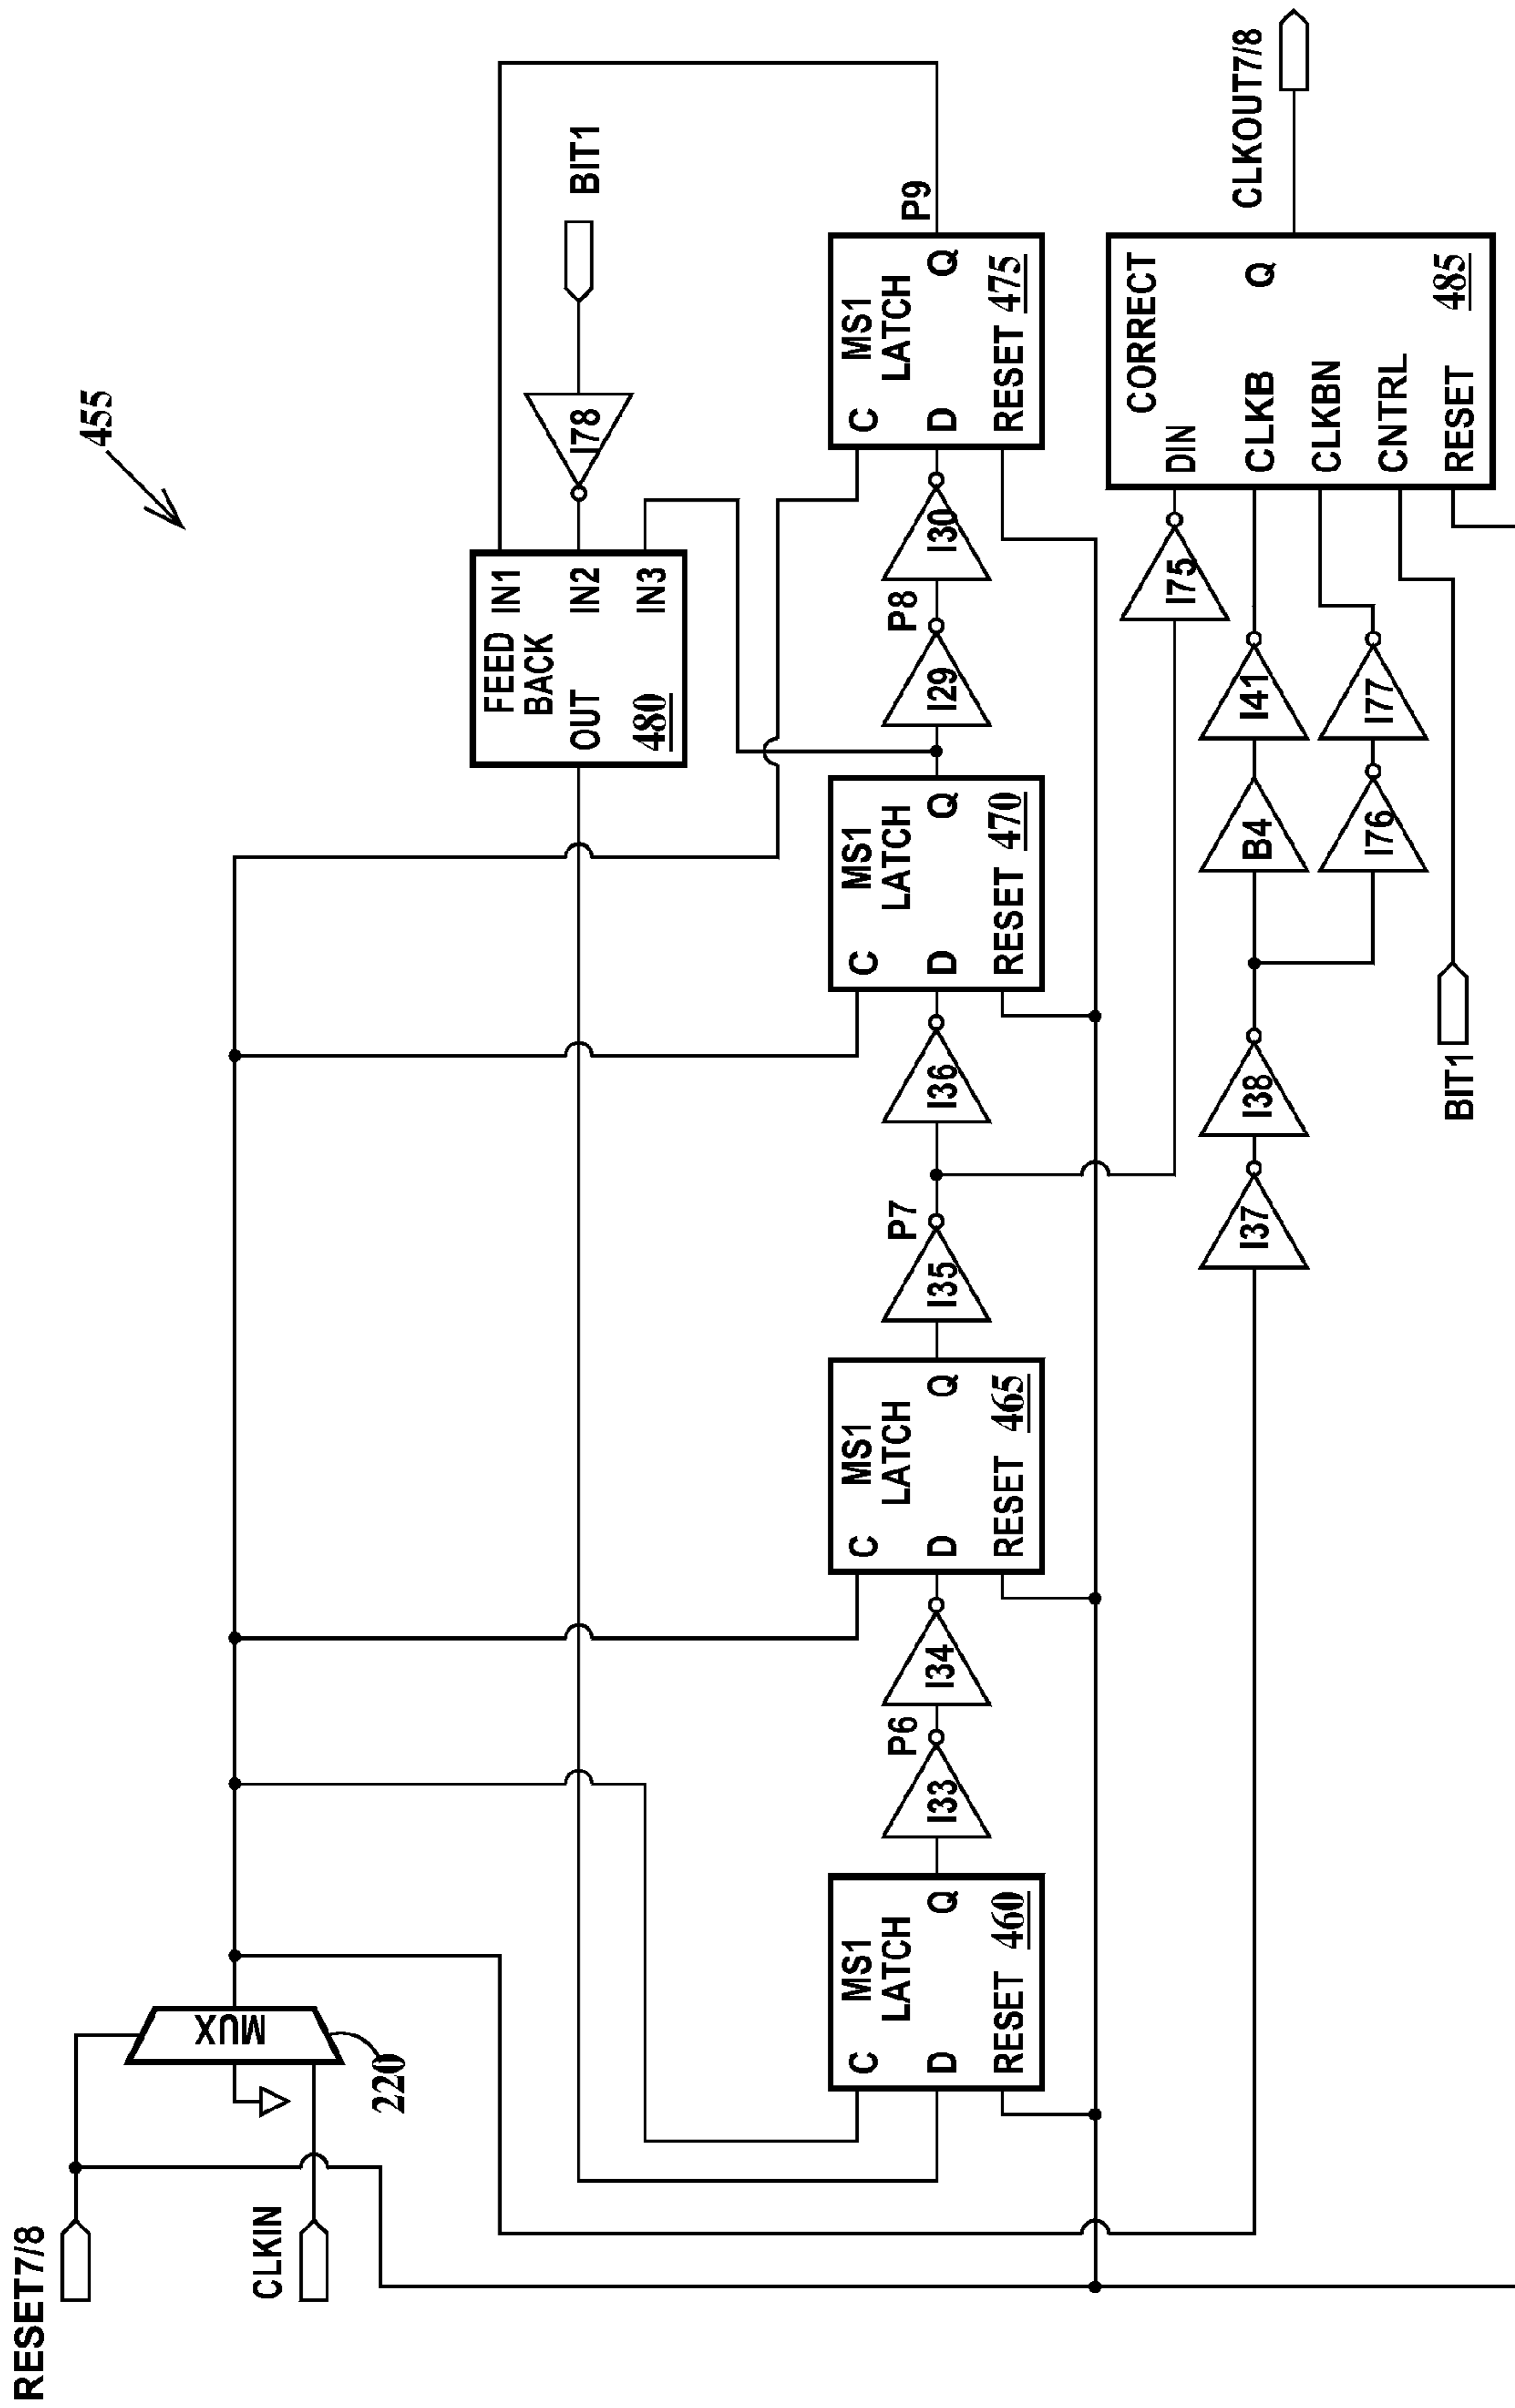 455
RESET7/8
CLKIN
MUX
220
FEED
BACK
IN1
IN2
IN3
OUT
480
I78
BIT1
MS1
LATCH
C
D
Q
RESET
460
I33
P6
I34
MS1
LATCH
C
D
Q
RESET
465
I35
P7
I36
MS1
LATCH
C
D
Q
RESET
470
I29
P8
I30
MS1
LATCH
C
D
Q
RESET
475
P9
I37
I38
B4
I41
I76
I77
I75
BIT1
CORRECT
DIN
CLKB
Q
CLKBN
CNTRL
RESET
485
CLKOUT7/8